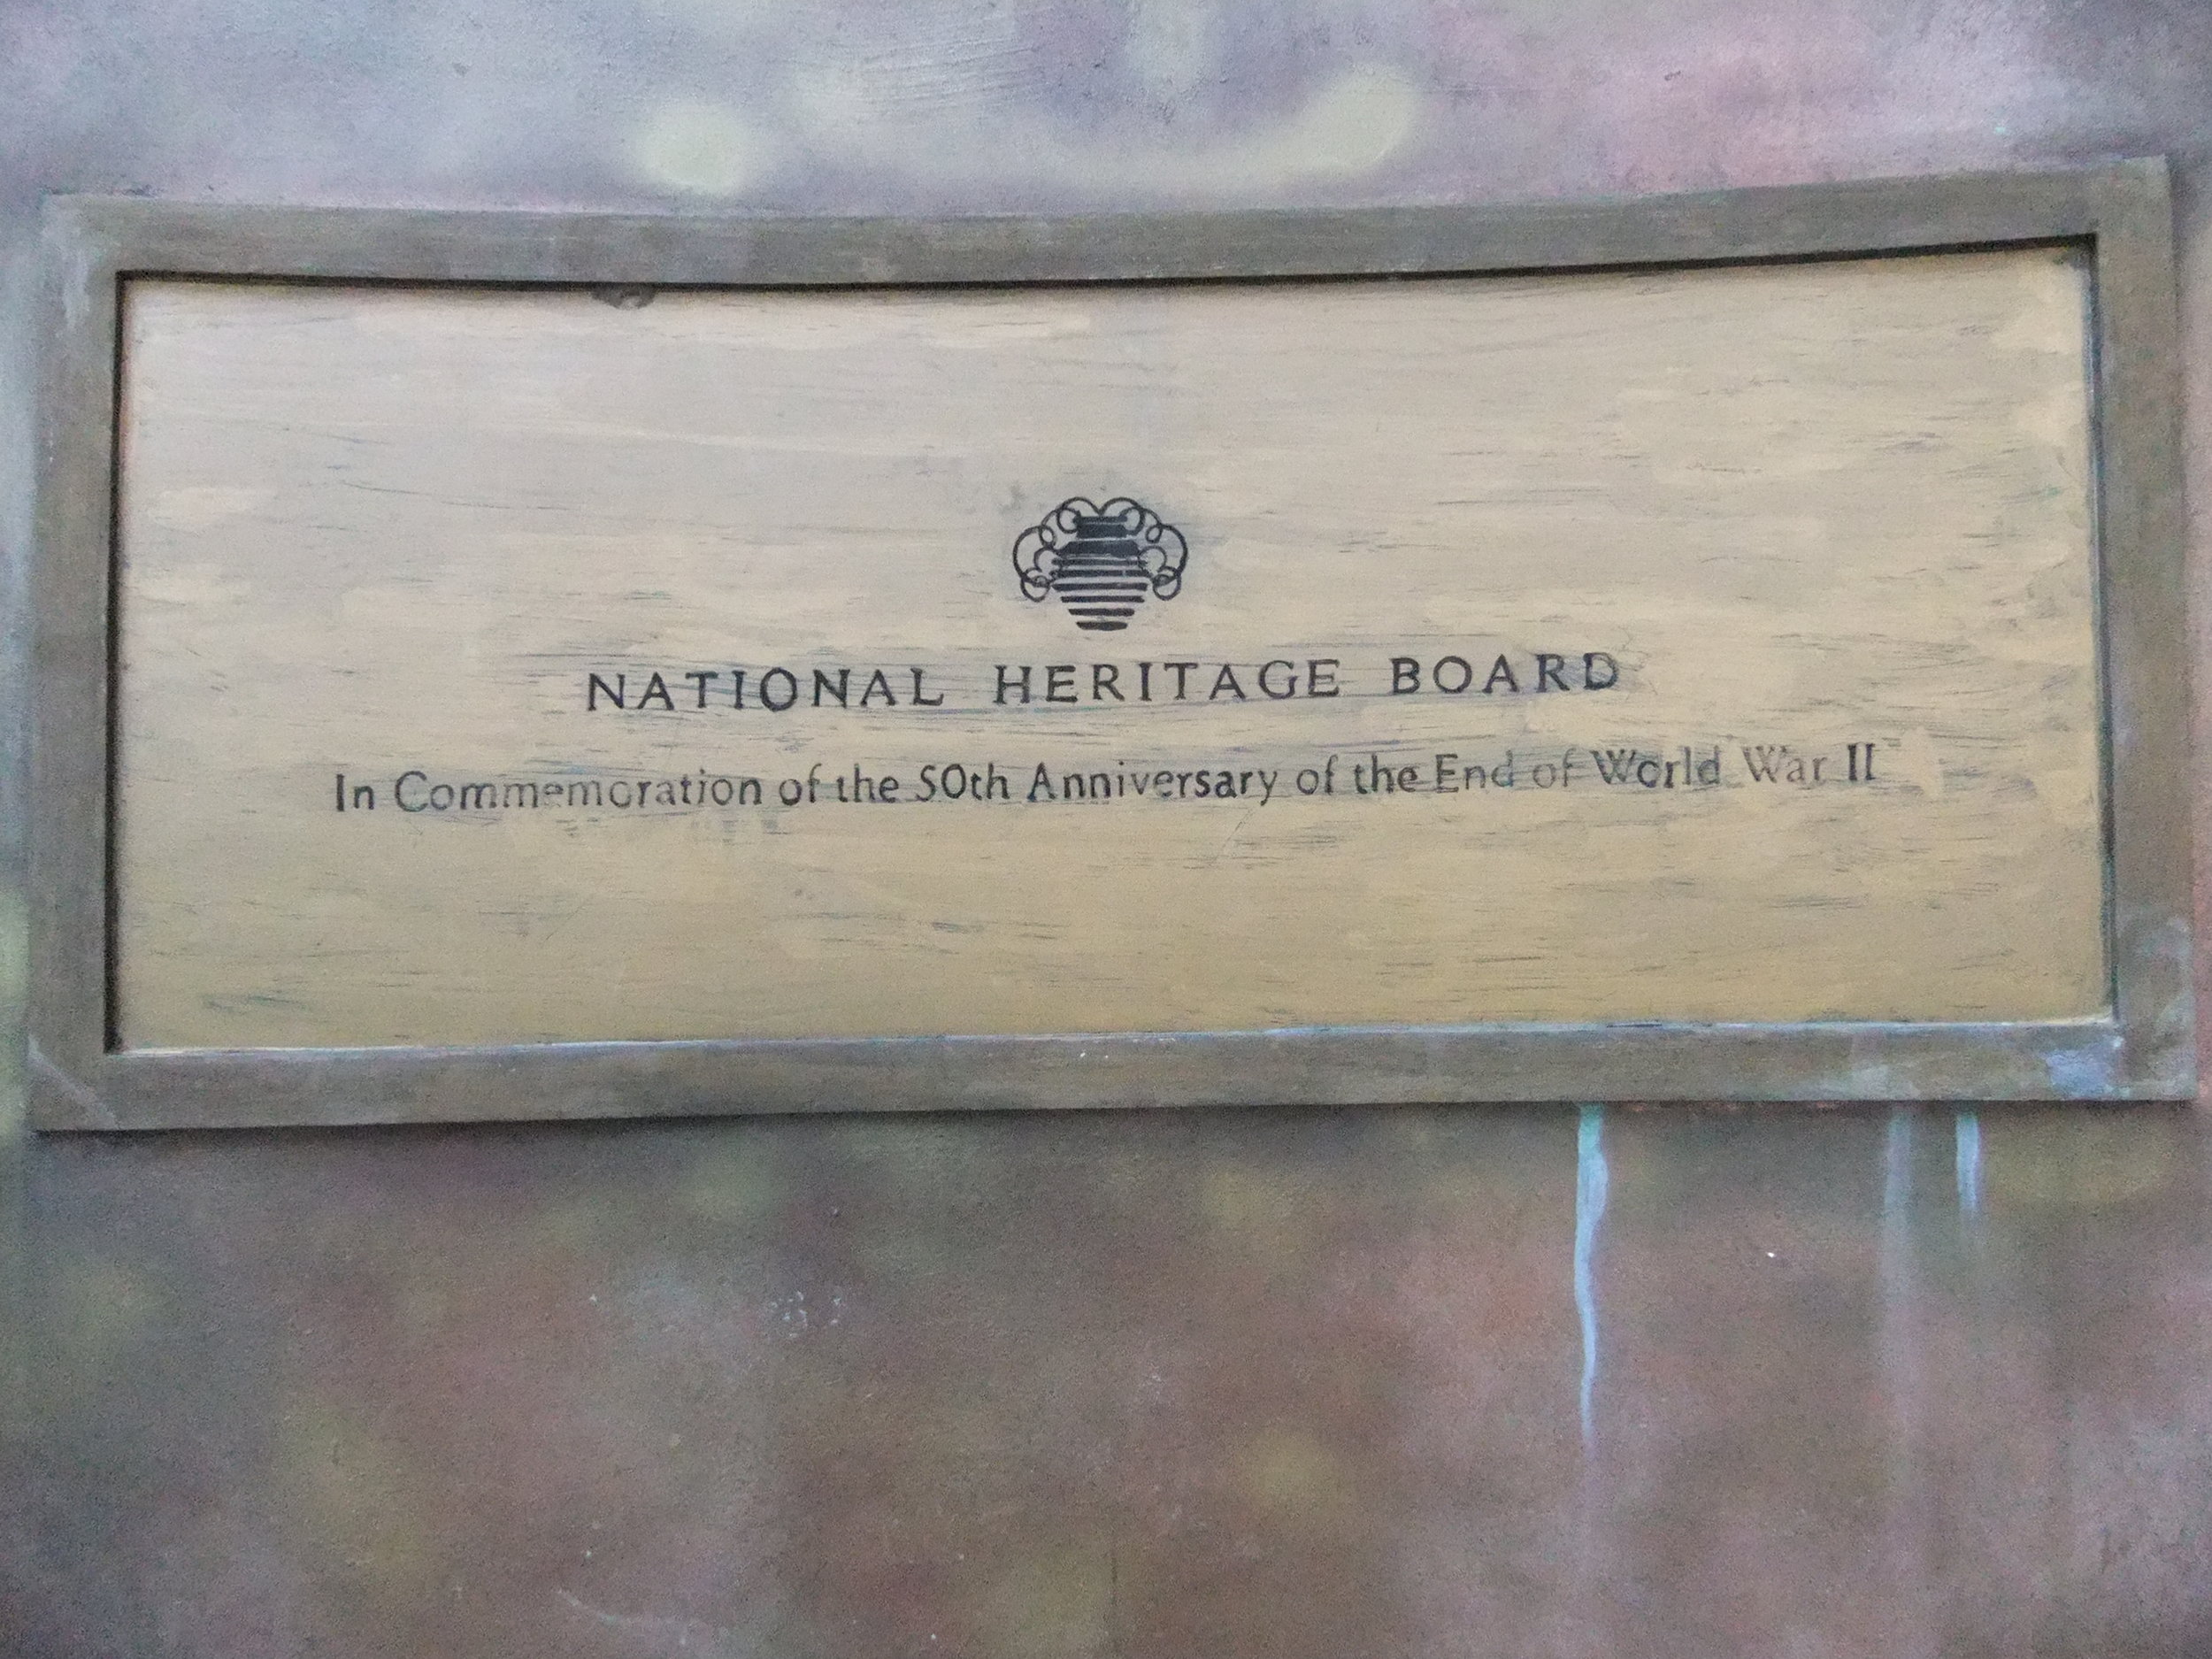 NATIONAL HERITAGE BOARD
In Commemoration of the 50th Anniversary of the End of World War II